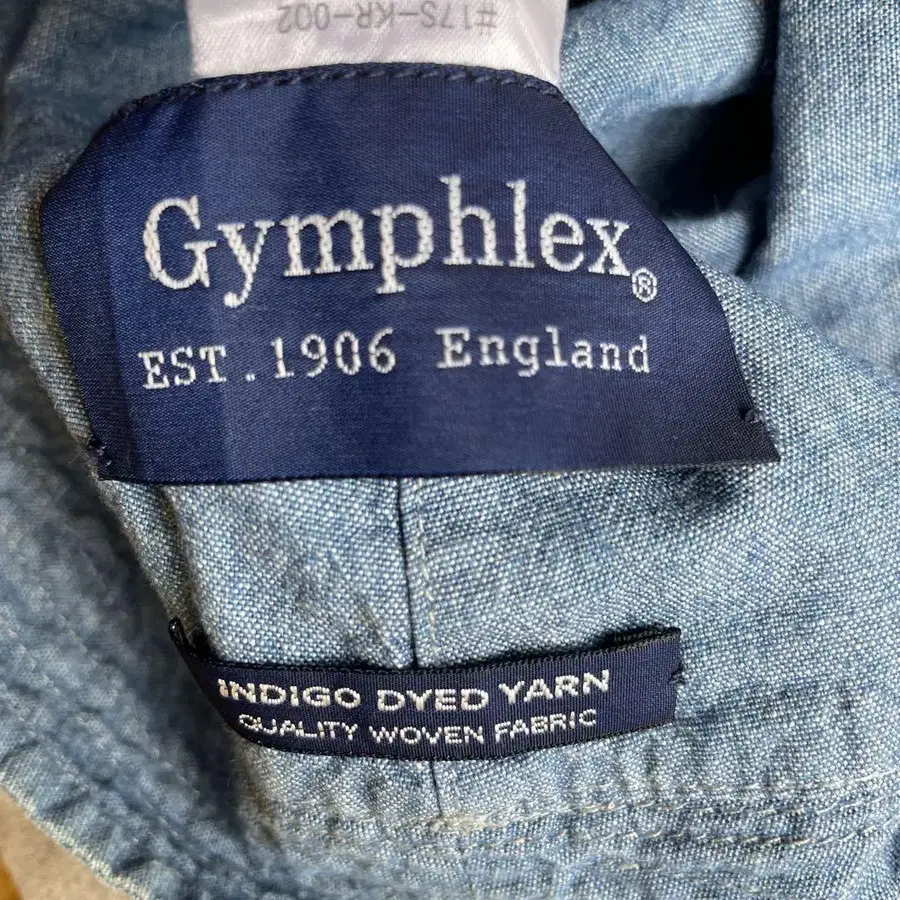 #17S-KR-002
Gymphlex®
EST.1906 England
INDIGO DYED YARN
QUALITY WOVEN FABRIC